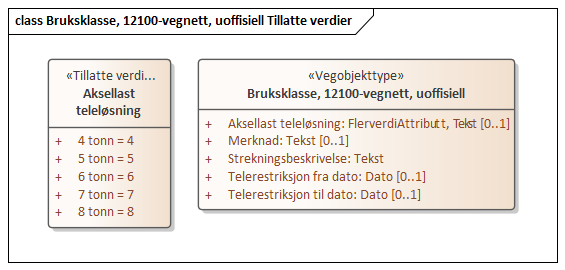 class Bruksklasse, 12100-vegnett, uoffisiell Tillatte verdier
«Tillatte verdi...
Aksellast
teleløsning
+ 4 tonn = 4
+ 5 tonn = 5
+ 6 tonn = 6
+ 7 tonn = 7
+ 8 tonn = 8
«Vegobjekttype»
Bruksklasse, 12100-vegnett, uoffisiell
+ Aksellast teleløsning: FlerverdiAttributt, Tekst [0..1]
+ Merknad: Tekst [0..1]
+ Strekningsbeskrivelse: Tekst
+ Telerestriksjon fra dato: Dato [0..1]
+ Telerestriksjon til dato: Dato [0..1]